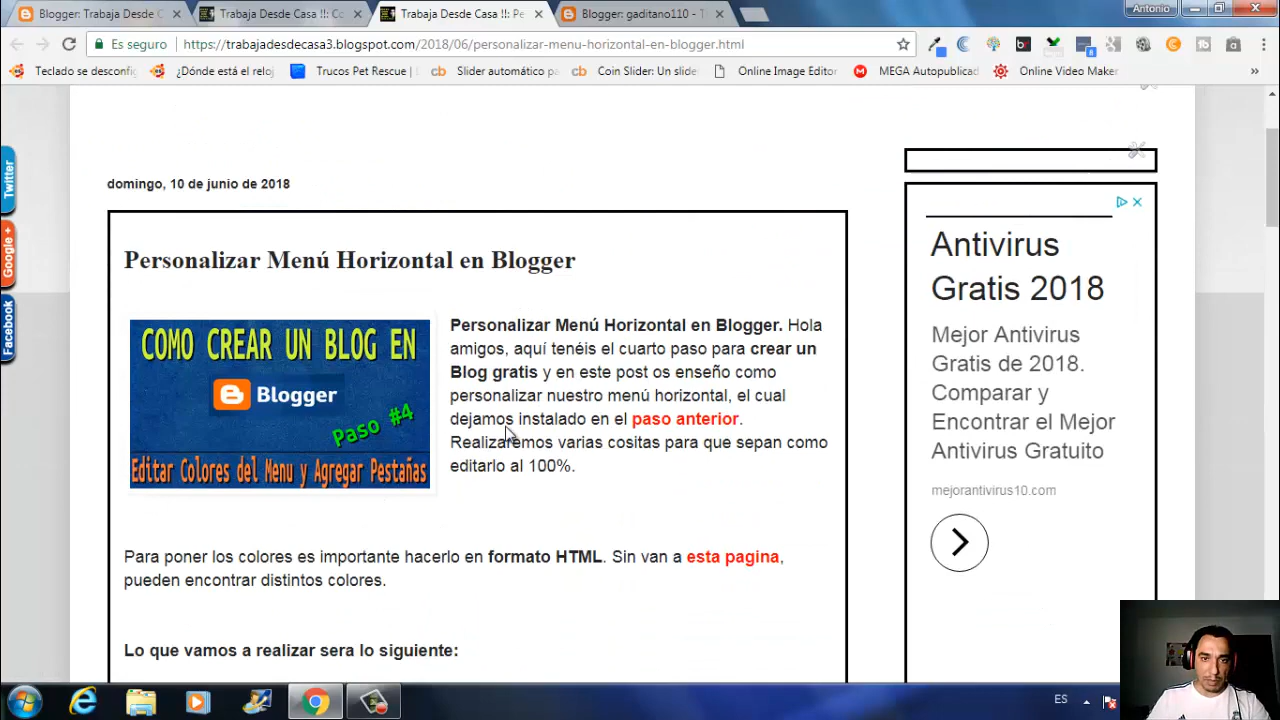 Blogger: Trabaja Desde C
Trabaja Desde Casa !!: Co
Trabaja Desde Casa !!: Pe
Blogger: gaditano110 - T
Antonio
Es seguro
https://trabajadesdecasa3.blogspot.com/2018/06/personalizar-menu-horizontal-en-blogger.html
Teclado se desconfig
¿Dónde está el reloj
Trucos Pet Rescue |
Slider automático pa
Coin Slider: Un slide
Online Image Editor
MEGA Autopublicad
Online Video Maker
»
Twitter
Google +
Facebook
domingo, 10 de junio de 2018
Personalizar Menú Horizontal en Blogger
COMO CREAR UN BLOG EN
Blogger
Paso #4
Editar Colores del Menu y Agregar Pestañas
Personalizar Menú Horizontal en Blogger. Hola
amigos, aquí tenéis el cuarto paso para crear un
Blog gratis y en este post os enseño como
personalizar nuestro menú horizontal, el cual
dejamos instalado en el paso anterior.
Realizaremos varias cositas para que sepan como
editarlo al 100%.
Para poner los colores es importante hacerlo en formato HTML. Sin van a esta pagina,
pueden encontrar distintos colores.
Lo que vamos a realizar sera lo siguiente:
Antivirus
Gratis 2018
Mejor Antivirus
Gratis de 2018.
Comparar y
Encontrar el Mejor
Antivirus Gratuito
mejorantivirus10.com
ES